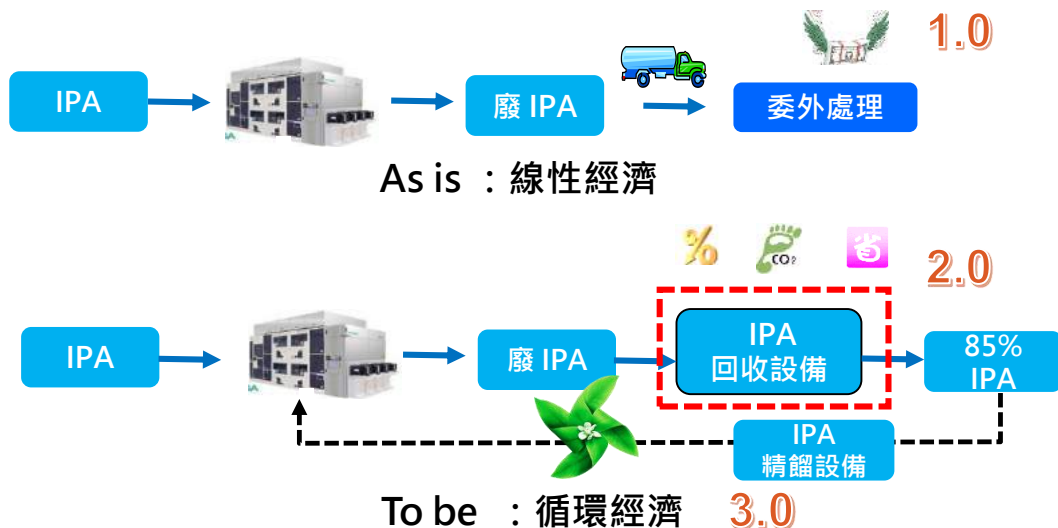 1.0
IPA
廢 IPA
委外處理
As is ：線性經濟
%
CO2
省
2.0
IPA
廢 IPA
IPA
回收設備
85%
IPA
IPA
精餾設備
To be ：循環經濟
3.0